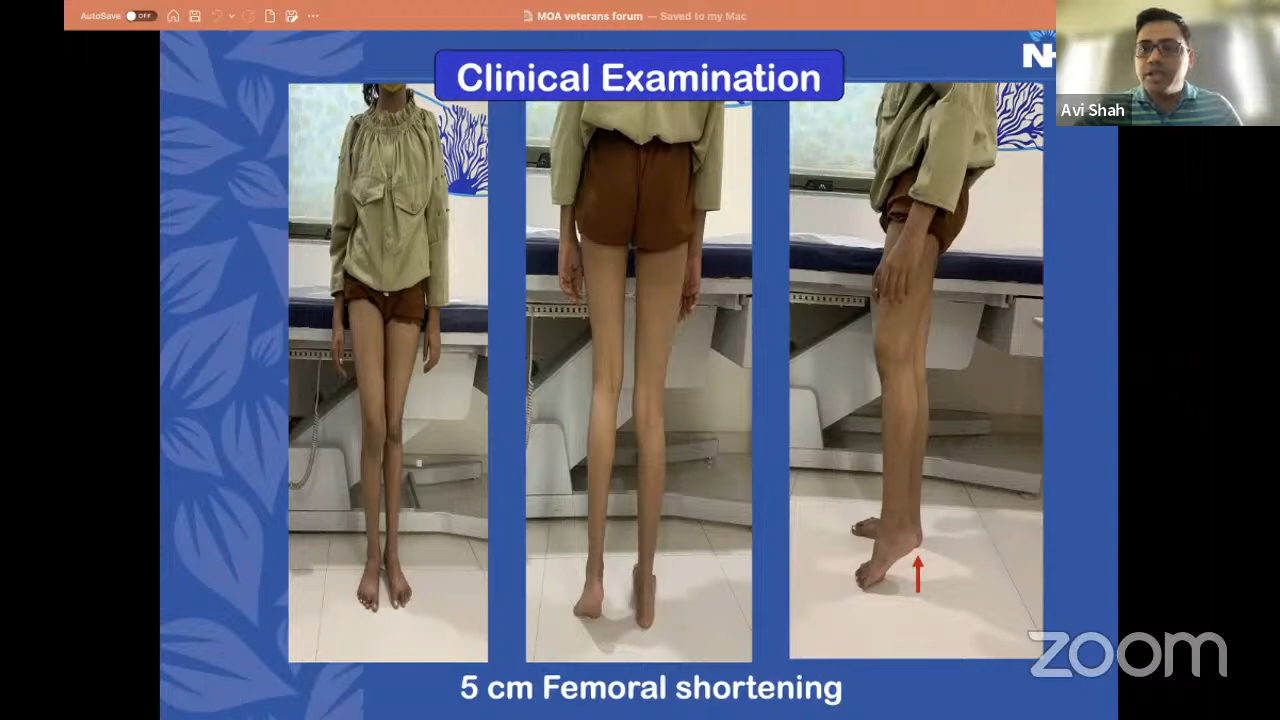 AutoSave OFF
MOA veterans forum — Saved to my Mac
Clinical Examination
Avi Shah
5 cm Femoral shortening
zoom